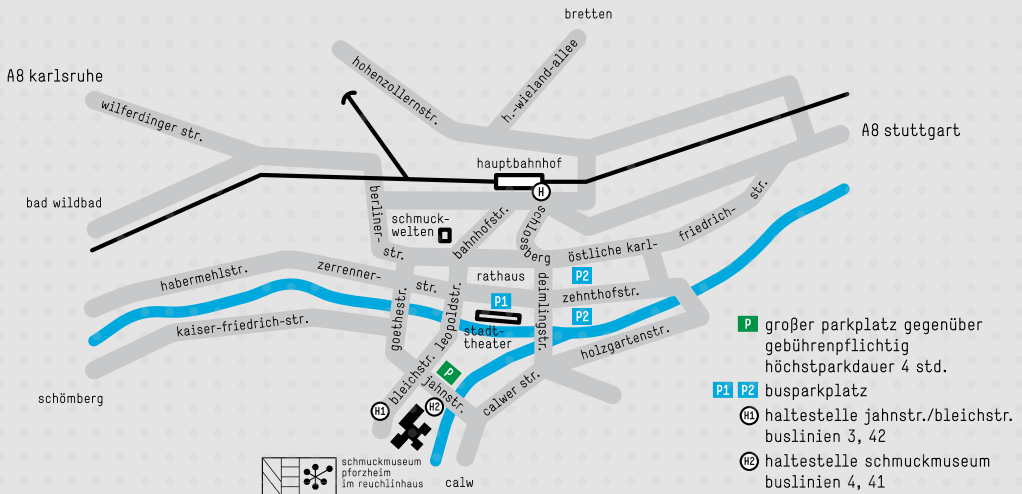 bretten
A8 karlsruhe
hohenzollernstr.
h.-wieland-allee
wilferdinger str.
A8 stuttgart
hauptbahnhof
H
bad wildbad
berliner-
str.
schmuck-
welten
bahnhofstr.
schloss
berg
östliche karl-
friedrich-
str.
habermehlstr.
zerrenner-
str.
rathaus
P1
P2
zehnthofstr.
P2
deimlingstr.
goethestr.
leopoldstr.
kaiser-friedrich-str.
stadt-
theater
holzgartenstr.
schömberg
bleichstr.
P
jahnstr.
calwer str.
H1
H2
schmuckmuseum
pforzheim
im reuchlinhaus
calw
P großer parkplatz gegenüber
gebührenpflichtig
höchstparkdauer 4 std.
P1 P2 busparkplatz
H1 haltestelle jahnstr./bleichstr.
buslinien 3, 42
H2 haltestelle schmuckmuseum
buslinien 4, 41